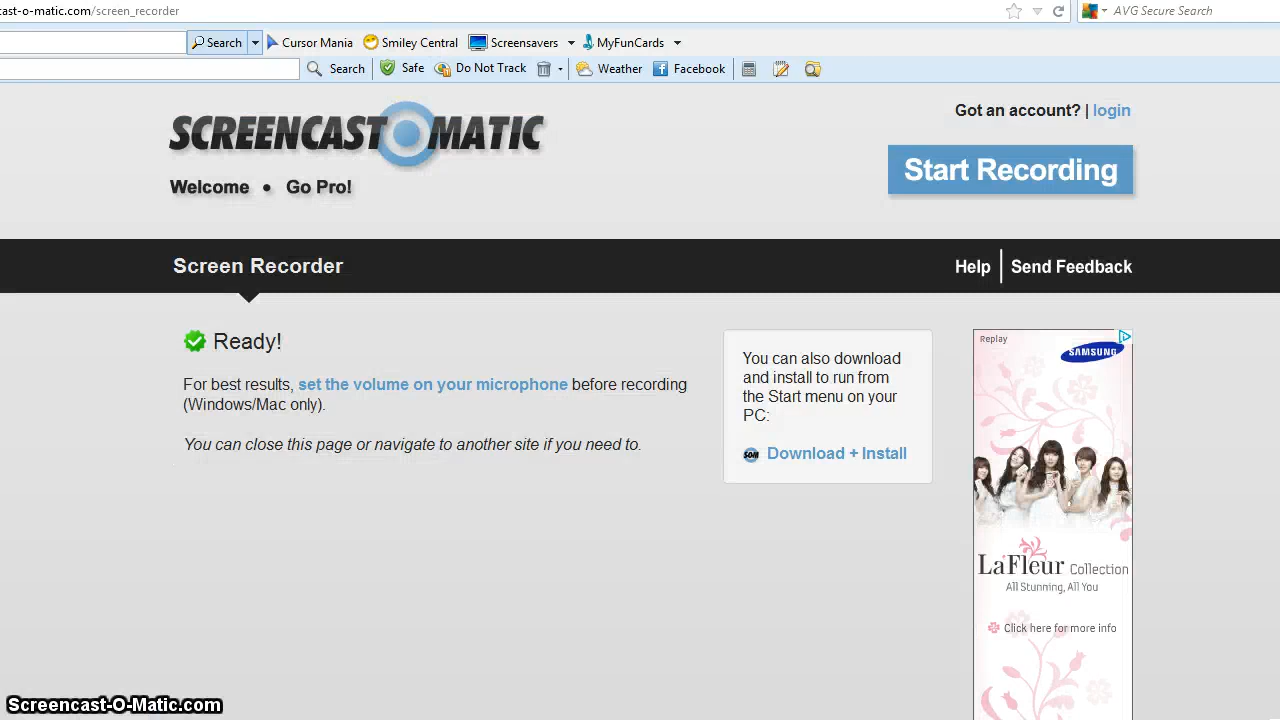 cast-o-matic.com/screen_recorder
AVG Secure Search
Search Cursor Mania Smiley Central Screensavers MyFunCards
Search Safe Do Not Track Weather Facebook
SCREENCAST O MATIC
Got an account? | login
Start Recording
Welcome • Go Pro!
Screen Recorder
Help Send Feedback
Ready!
For best results, set the volume on your microphone before recording
(Windows/Mac only).
You can close this page or navigate to another site if you need to.
You can also download
and install to run from
the Start menu on your
PC:
SOM Download + Install
Replay
SAMSUNG
LaFleur Collection
All Stunning, All You
Click here for more info
Screencast-O-Matic.com